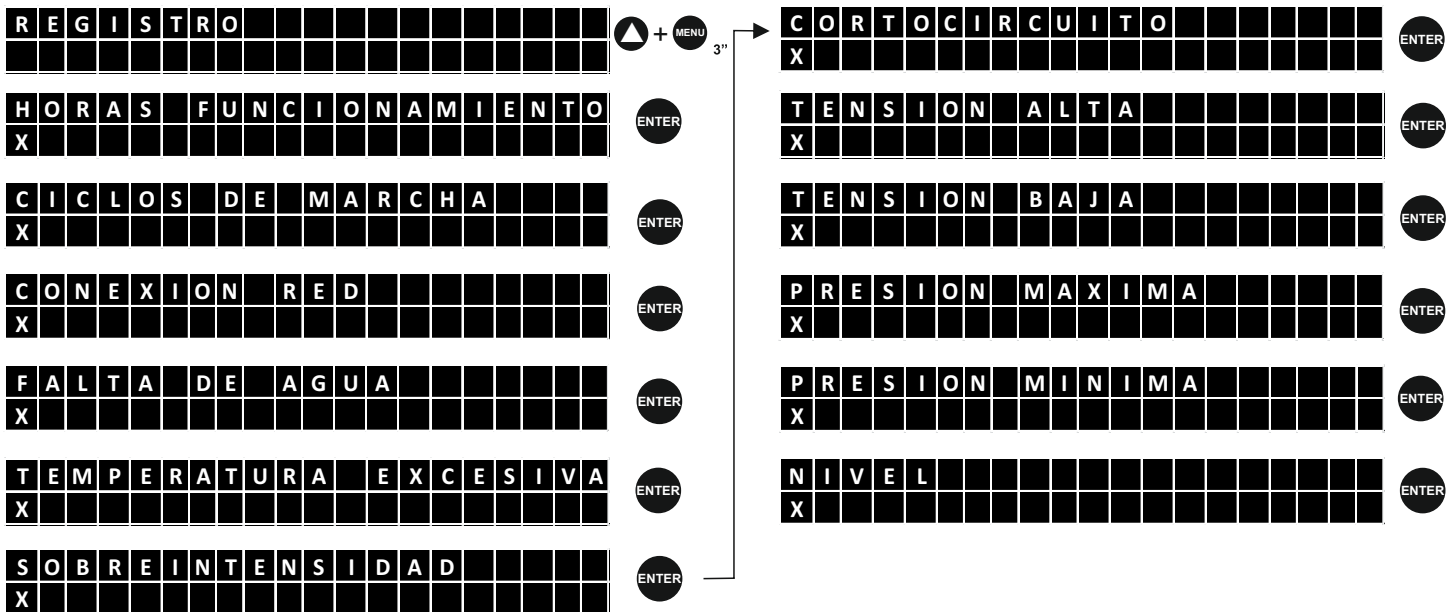 REGISTRO
+ MENU 3”
HORAS FUNCIONAMIENTO
X
ENTER
CICLOS DE MARCHA
X
ENTER
CONEXION RED
X
ENTER
FALTA DE AGUA
X
ENTER
TEMPERATURA EXCESIVA
X
ENTER
SOBREINTENSIDAD
X
ENTER
CORTOCIRCUITO
X
ENTER
TENSION ALTA
X
ENTER
TENSION BAJA
X
ENTER
PRESION MAXIMA
X
ENTER
PRESION MINIMA
X
ENTER
NIVEL
X
ENTER